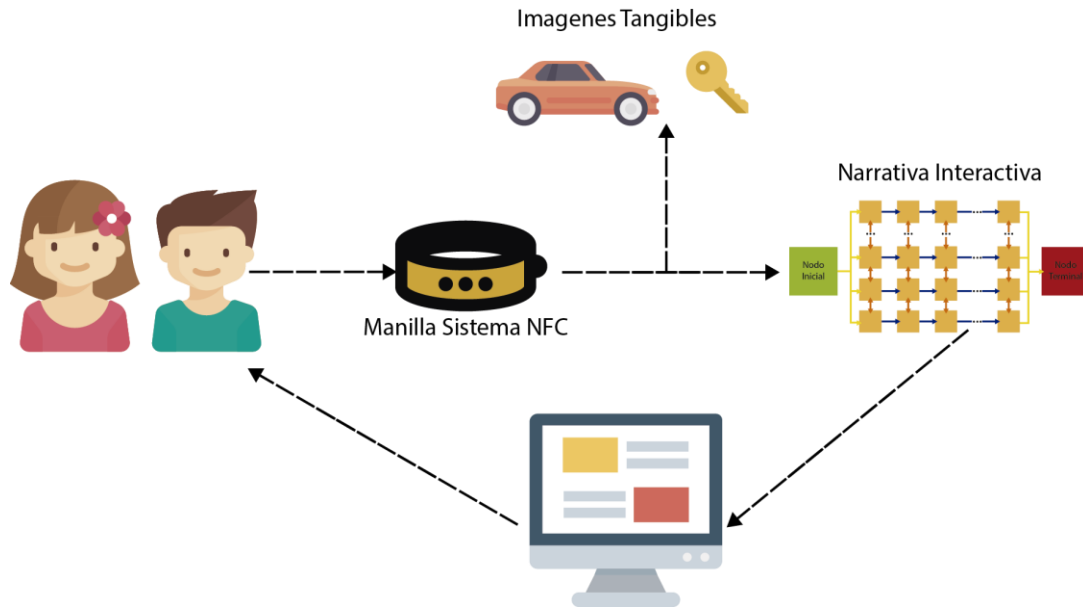 Imagenes Tangibles
Narrativa Interactiva
Nodo
Inicial
Nodo
Manilla Sistema NFC